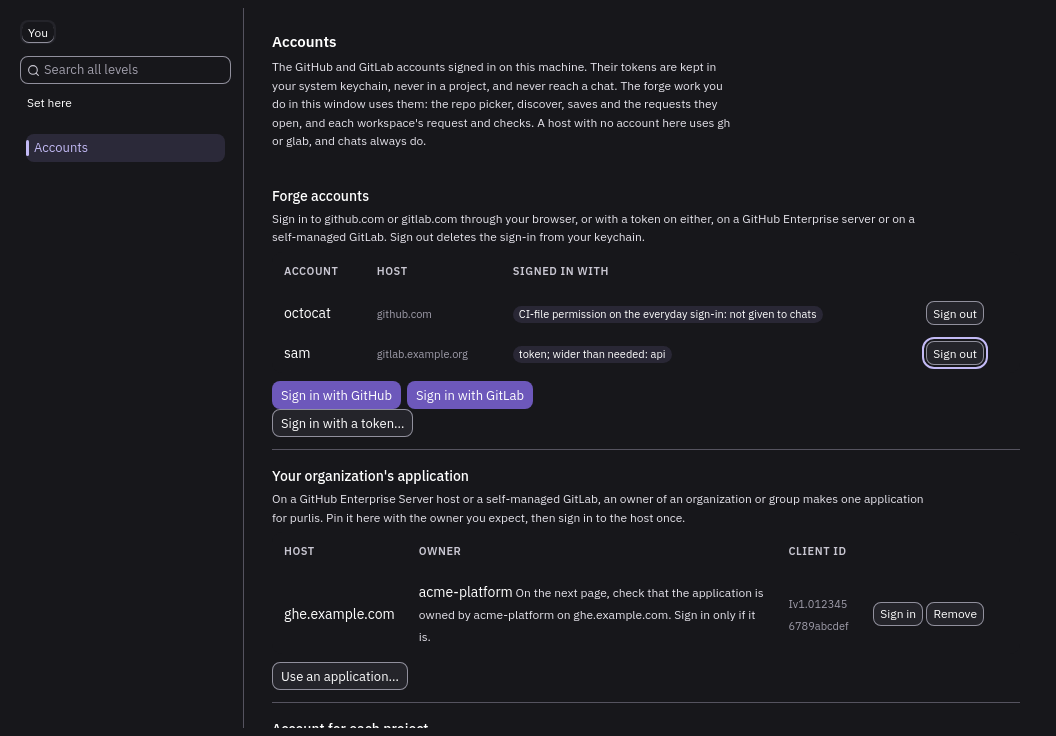 You
Search all levels
Set here
Accounts
Accounts
The GitHub and GitLab accounts signed in on this machine. Their tokens are kept in
your system keychain, never in a project, and never reach a chat. The forge work you
do in this window uses them: the repo picker, discover, saves and the requests they
open, and each workspace's request and checks. A host with no account here uses gh
or glab, and chats always do.
Forge accounts
Sign in to github.com or gitlab.com through your browser, or with a token on either, on a GitHub Enterprise server or on a
self-managed GitLab. Sign out deletes the sign-in from your keychain.
ACCOUNT HOST SIGNED IN WITH
octocat github.com CI-file permission on the everyday sign-in: not given to chats Sign out
sam gitlab.example.org token; wider than needed: api Sign out
Sign in with GitHub Sign in with GitLab
Sign in with a token...
Your organization's application
On a GitHub Enterprise Server host or a self-managed GitLab, an owner of an organization or group makes one application
for purlis. Pin it here with the owner you expect, then sign in to the host once.
HOST OWNER CLIENT ID
ghe.example.com
acme-platform On the next page, check that the application is
owned by acme-platform on ghe.example.com. Sign in only if it
is.
Iv1.012345
6789abcdef
Sign in Remove
Use an application...
Account for each project